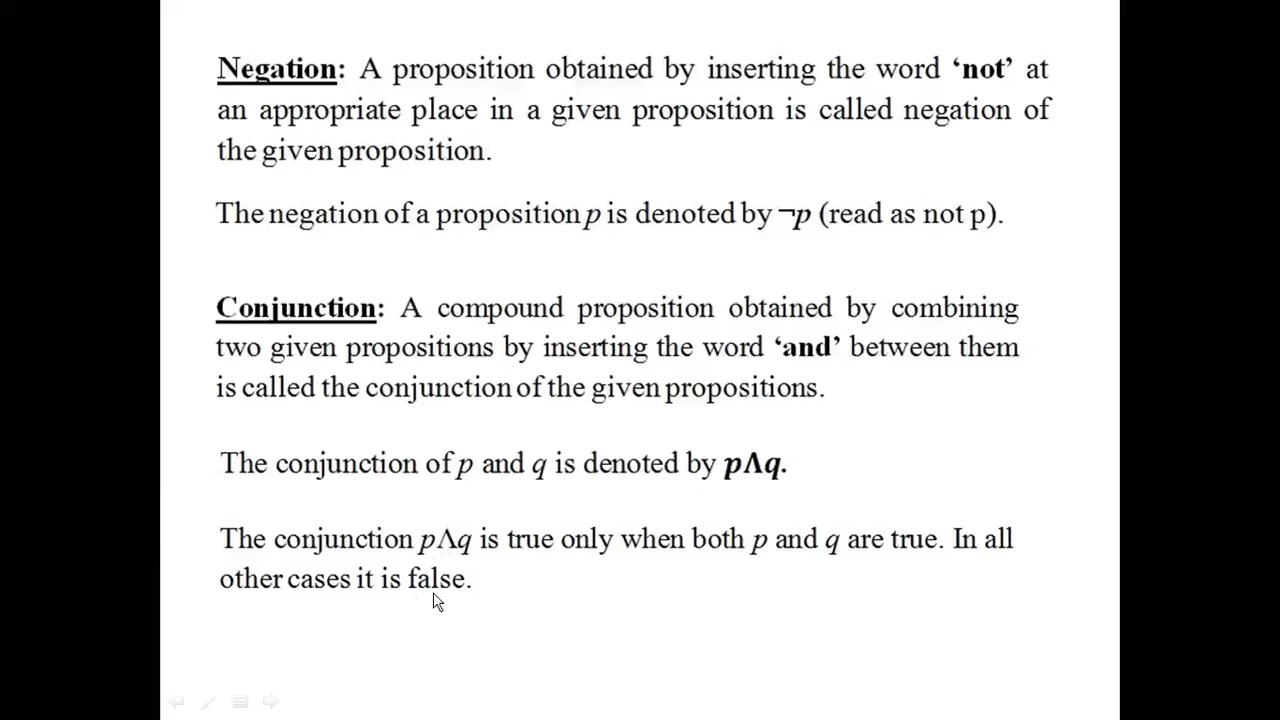 Negation: A proposition obtained by inserting the word ‘not’ at
an appropriate place in a given proposition is called negation of
the given proposition.
The negation of a proposition p is denoted by ¬p (read as not p).
Conjunction: A compound proposition obtained by combining
two given propositions by inserting the word ‘and’ between them
is called the conjunction of the given propositions.
The conjunction of p and q is denoted by pΛq.
The conjunction pΛq is true only when both p and q are true. In all
other cases it is false.